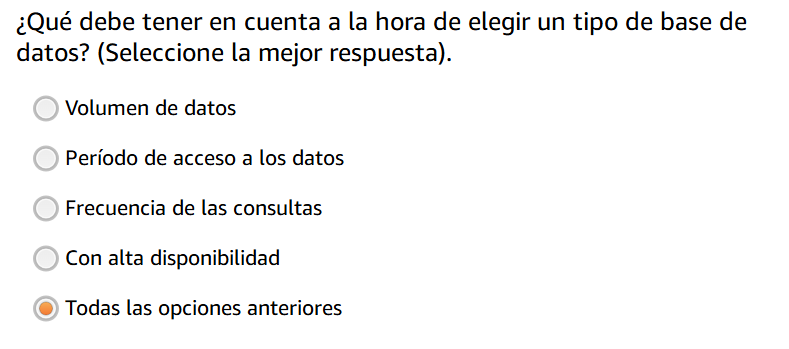 ¿Qué debe tener en cuenta a la hora de elegir un tipo de base de
datos? (Seleccione la mejor respuesta).
Volumen de datos
Período de acceso a los datos
Frecuencia de las consultas
Con alta disponibilidad
Todas las opciones anteriores